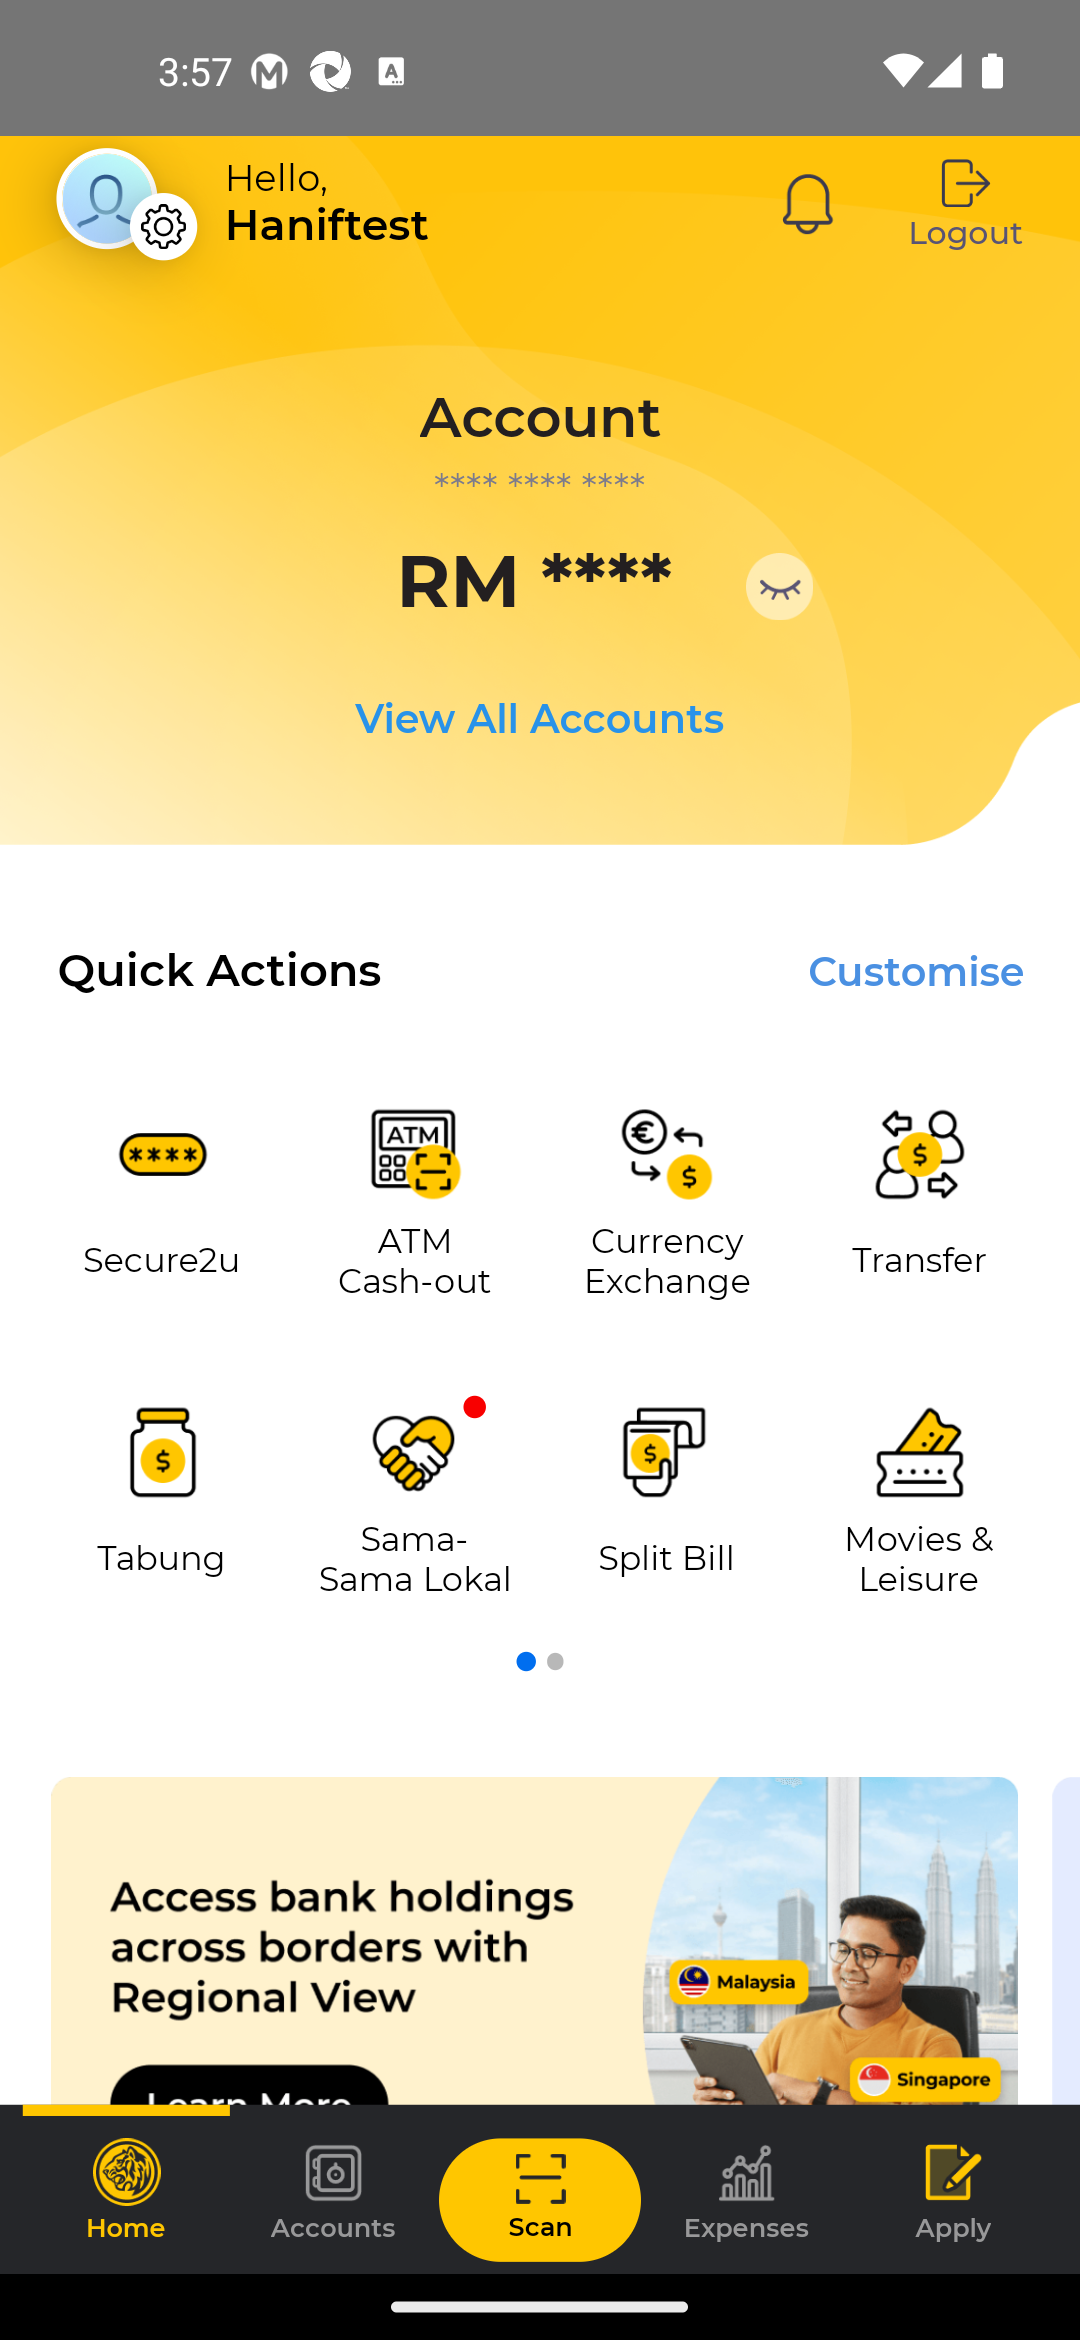 3:57
Hello,
Haniftest
Logout
Account
**** **** ****
RM ****
View All Accounts
Quick Actions
Customise
****
ATM
€
$
$
Secure2u
ATM
Cash-out
Currency
Exchange
Transfer
$
$
Tabung
Sama-
Sama Lokal
Split Bill
Movies &
Leisure
Access bank holdings
across borders with
Regional View
Malaysia
Singapore
Learn More
Home
Accounts
Scan
Expenses
Apply